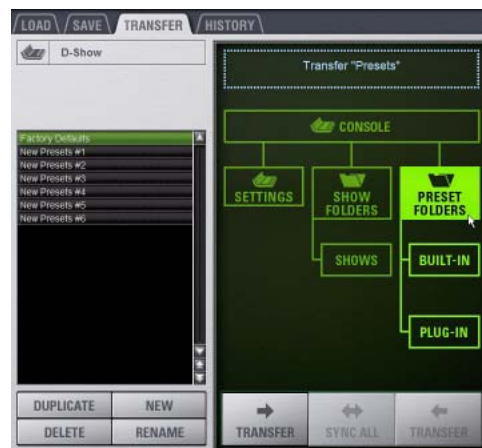 LOAD
SAVE
TRANSFER
HISTORY
D-Show
Factory Defaults
New Presets #1
New Presets #2
New Presets #3
New Presets #4
New Presets #5
New Presets #6
DUPLICATE
NEW
DELETE
RENAME
Transfer "Presets"
CONSOLE
SETTINGS
SHOW
FOLDERS
PRESET
FOLDERS
SHOWS
BUILT-IN
PLUG-IN
TRANSFER
SYNC ALL
TRANSFER